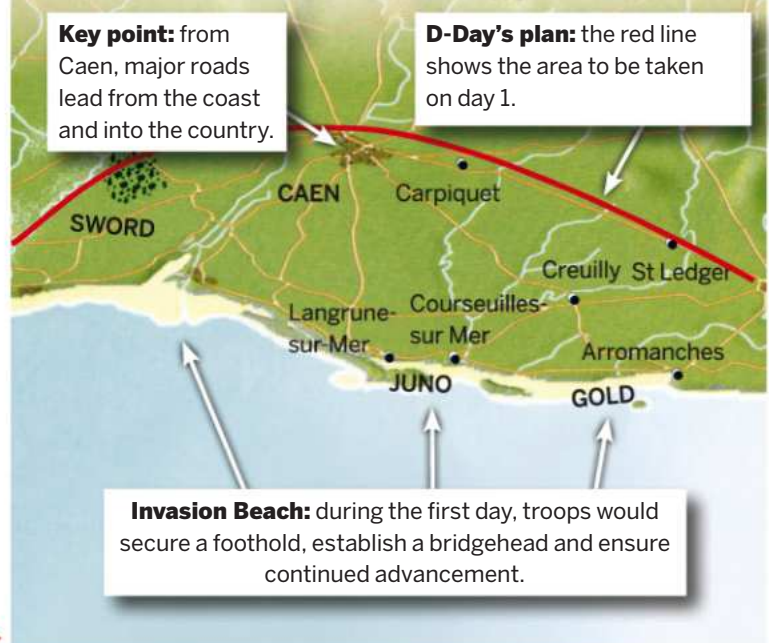 Key point: from
Caen, major roads
lead from the coast
and into the country.
D-Day's plan: the red line
shows the area to be taken
on day 1.
CAEN
Carpiquet
SWORD
Creuilly
St Ledger
Langrune-
sur-Mer
Courseuilles-
sur Mer
Arromanches
JUNO
GOLD
Invasion Beach: during the first day, troops would
secure a foothold, establish a bridgehead and ensure
continued advancement.